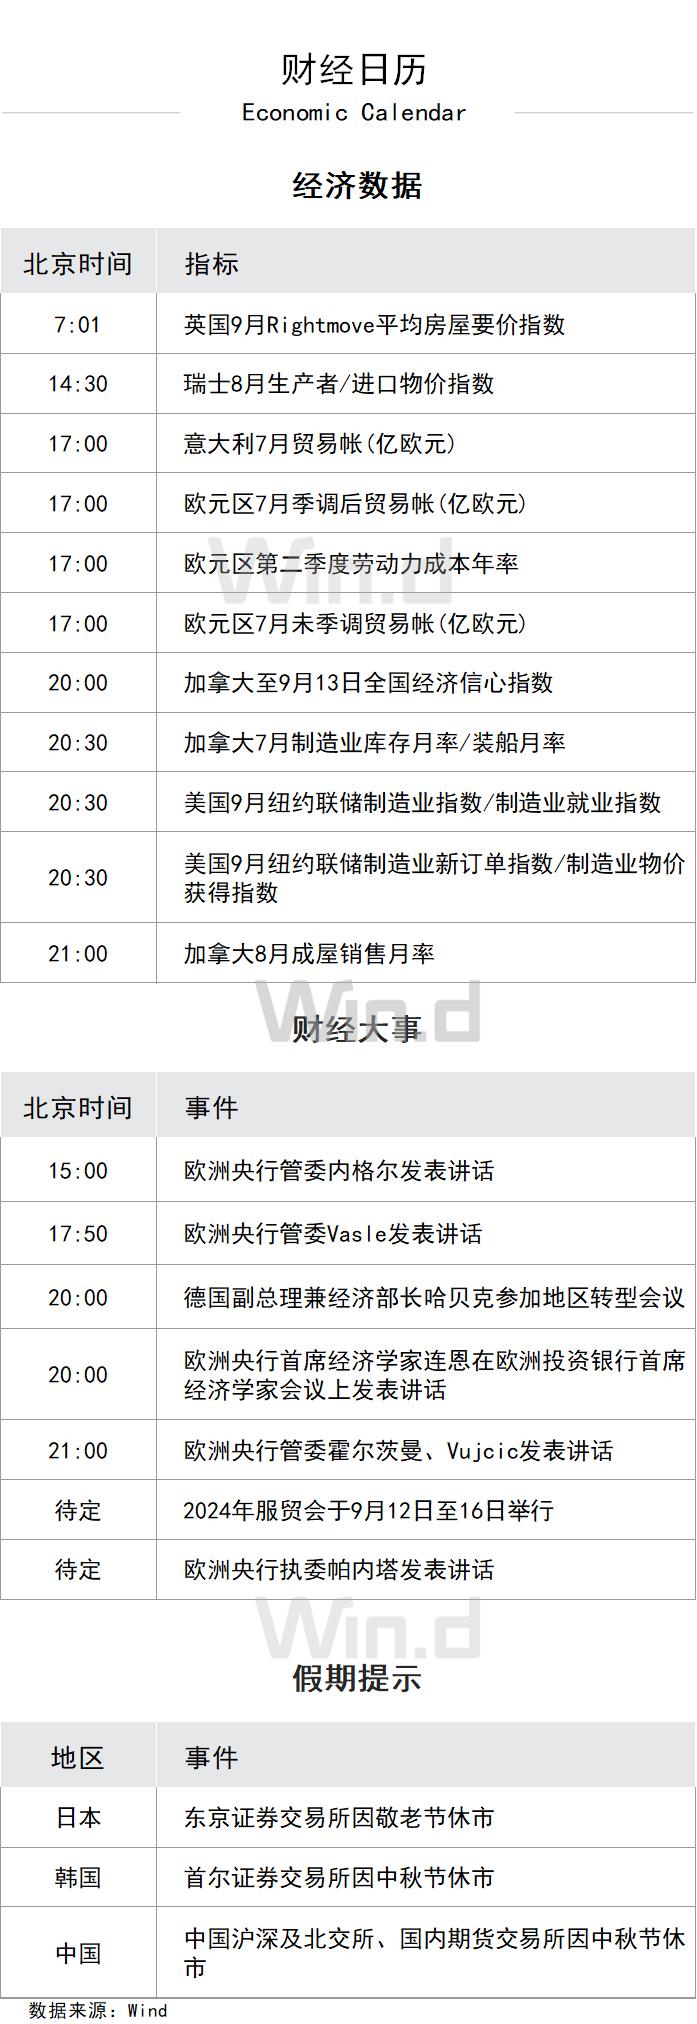 财经日历
Economic Calendar
经济数据
北京时间 指标
7:01 英国9月Rightmove平均房屋要价指数
14:30 瑞士8月生产者/进口物价指数
17:00 意大利7月贸易帐(亿欧元)
17:00 欧元区7月季调后贸易帐(亿欧元)
17:00 欧元区第二季度劳动力成本年率
Win.d
17:00 欧元区7月未季调贸易帐(亿欧元)
20:00 加拿大至9月13日全国经济信心指数
20:30 加拿大7月制造业库存月率/装船月率
20:30 美国9月纽约联储制造业指数/制造业就业指数
20:30 美国9月纽约联储制造业新订单指数/制造业物价
获得指数
21:00 加拿大8月成屋销售月率
Win.d
财经大事
北京时间 事件
15:00 欧洲央行管委内格尔发表讲话
17:50 欧洲央行管委Vasle发表讲话
20:00 德国副总理兼经济部长哈贝克参加地区转型会议
20:00 欧洲央行首席经济学家连恩在欧洲投资银行首席
经济学家会议上发表讲话
21:00 欧洲央行管委霍尔茨曼、Vujcic发表讲话
待定 2024年服贸会于9月12日至16日举行
待定 欧洲央行执委帕内塔发表讲话
Win.d
假期提示
地区 事件
日本 东京证券交易所因敬老节休市
韩国 首尔证券交易所因中秋节休市
中国 中国沪深及北交所、国内期货交易所因中秋节休
市
数据来源：Wind